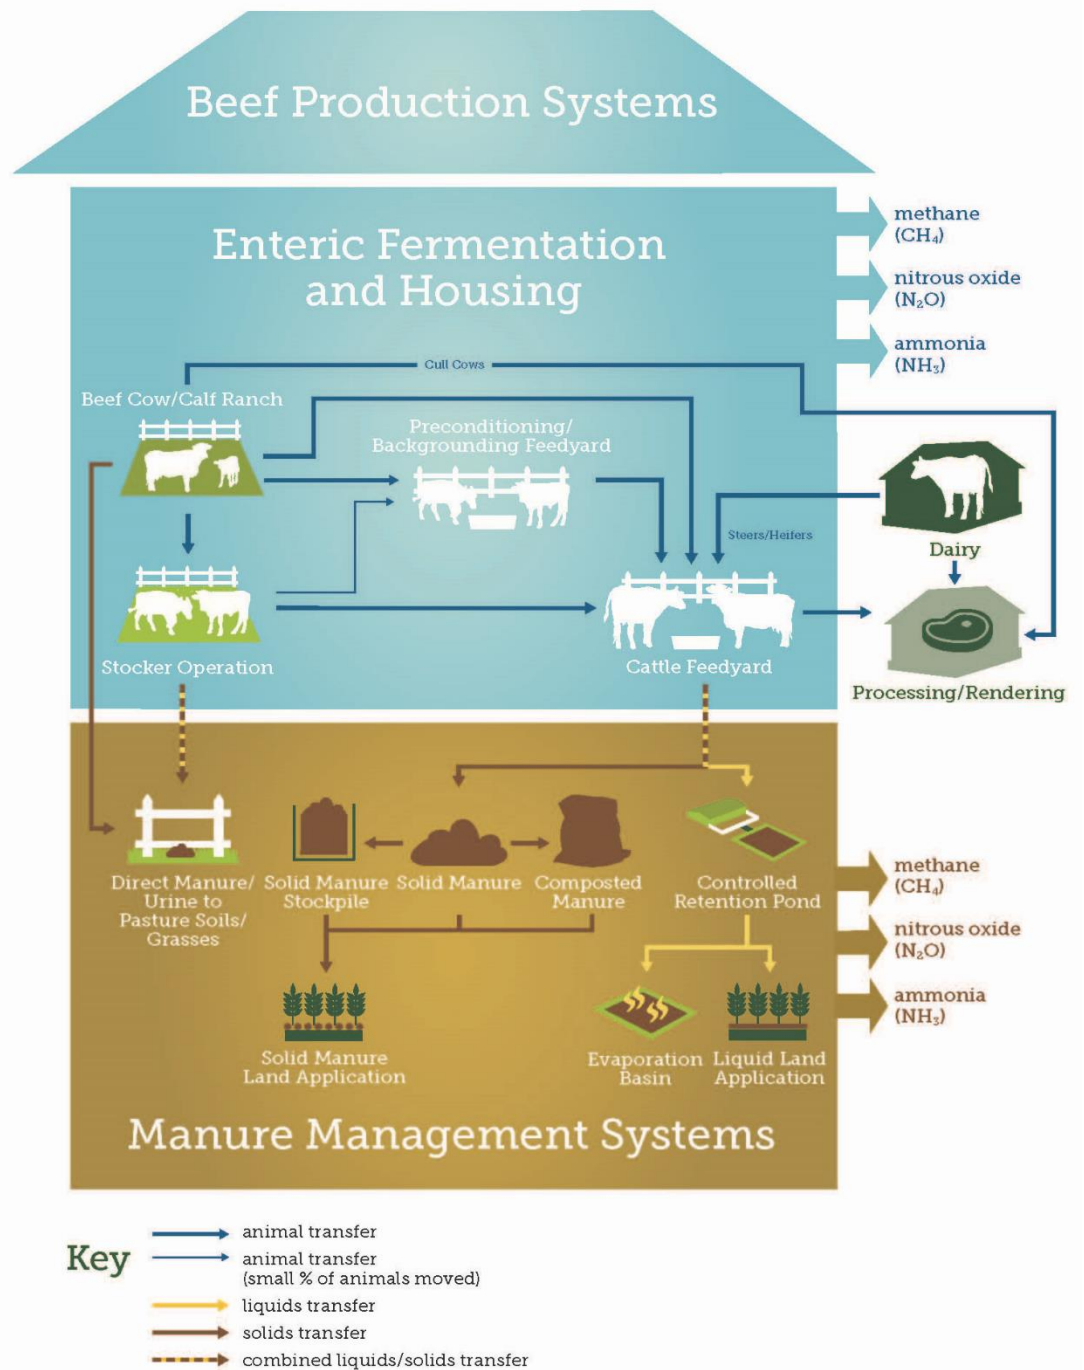 Beef Production Systems
Enteric Fermentation
and Housing
methane
(CH₄)
nitrous oxide
(N₂O)
ammonia
(NH₃)
Cull Cows
Beef Cow/Calf Ranch
Preconditioning/
Backgrounding Feedyard
Steers/Heifers
Dairy
Stocker Operation
Cattle Feedyard
Processing/Rendering
Direct Manure/
Urine to
Pasture Soils/
Grasses
Solid Manure
Stockpile
Solid Manure
Composted
Manure
Controlled
Retention Pond
methane
(CH₄)
nitrous oxide
(N₂O)
ammonia
(NH₃)
Solid Manure
Land Application
Evaporation
Basin
Liquid Land
Application
Manure Management Systems
Key
animal transfer
animal transfer
(small % of animals moved)
liquids transfer
solids transfer
combined liquids/solids transfer